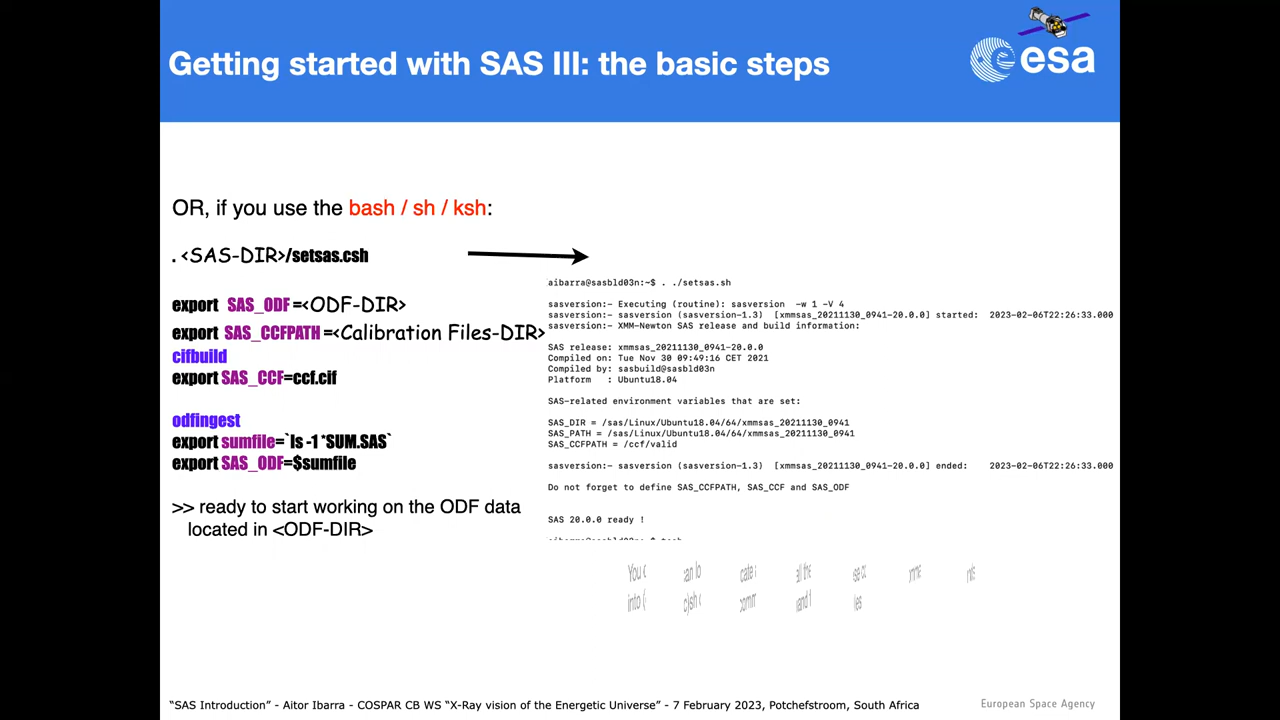 Getting started with SAS III: the basic steps
esa
OR, if you use the bash / sh / ksh:
. <SAS-DIR>/setsas.csh
export SAS_ODF =<ODF-DIR>
export SAS_CCFPATH =<Calibration Files-DIR>
cifbuild
export SAS_CCF=ccf.cif
odfingest
export sumfile=`ls -1 *SUM.SAS`
export SAS_ODF=$sumfile
>> ready to start working on the ODF data
located in <ODF-DIR>
aibarra@sasbld03n:~$ . ./setsas.sh
sasversion:- Executing (routine): sasversion -w 1 -V 4
sasversion:- sasversion (sasversion-1.3) [xmmsas_20211130_0941-20.0.0] started: 2023-02-06T22:26:33.000
sasversion:- XMM-Newton SAS release and build information:
SAS release: xmmsas_20211130_0941-20.0.0
Compiled on: Tue Nov 30 09:49:16 CET 2021
Compiled by: sasbuild@sasbld03n
Platform : Ubuntu18.04
SAS-related environment variables that are set:
SAS_DIR = /sas/Linux/Ubuntu18.04/64/xmmsas_20211130_0941
SAS_PATH = /sas/Linux/Ubuntu18.04/64/xmmsas_20211130_0941
SAS_CCFPATH = /ccf/valid
sasversion:- sasversion (sasversion-1.3) [xmmsas_20211130_0941-20.0.0] ended: 2023-02-06T22:26:33.000
Do not forget to define SAS_CCFPATH, SAS_CCF and SAS_ODF
SAS 20.0.0 ready !
"SAS Introduction" - Aitor Ibarra - COSPAR CB WS "X-Ray vision of the Energetic Universe" - 7 February 2023, Potchefstroom, South Africa
European Space Agency